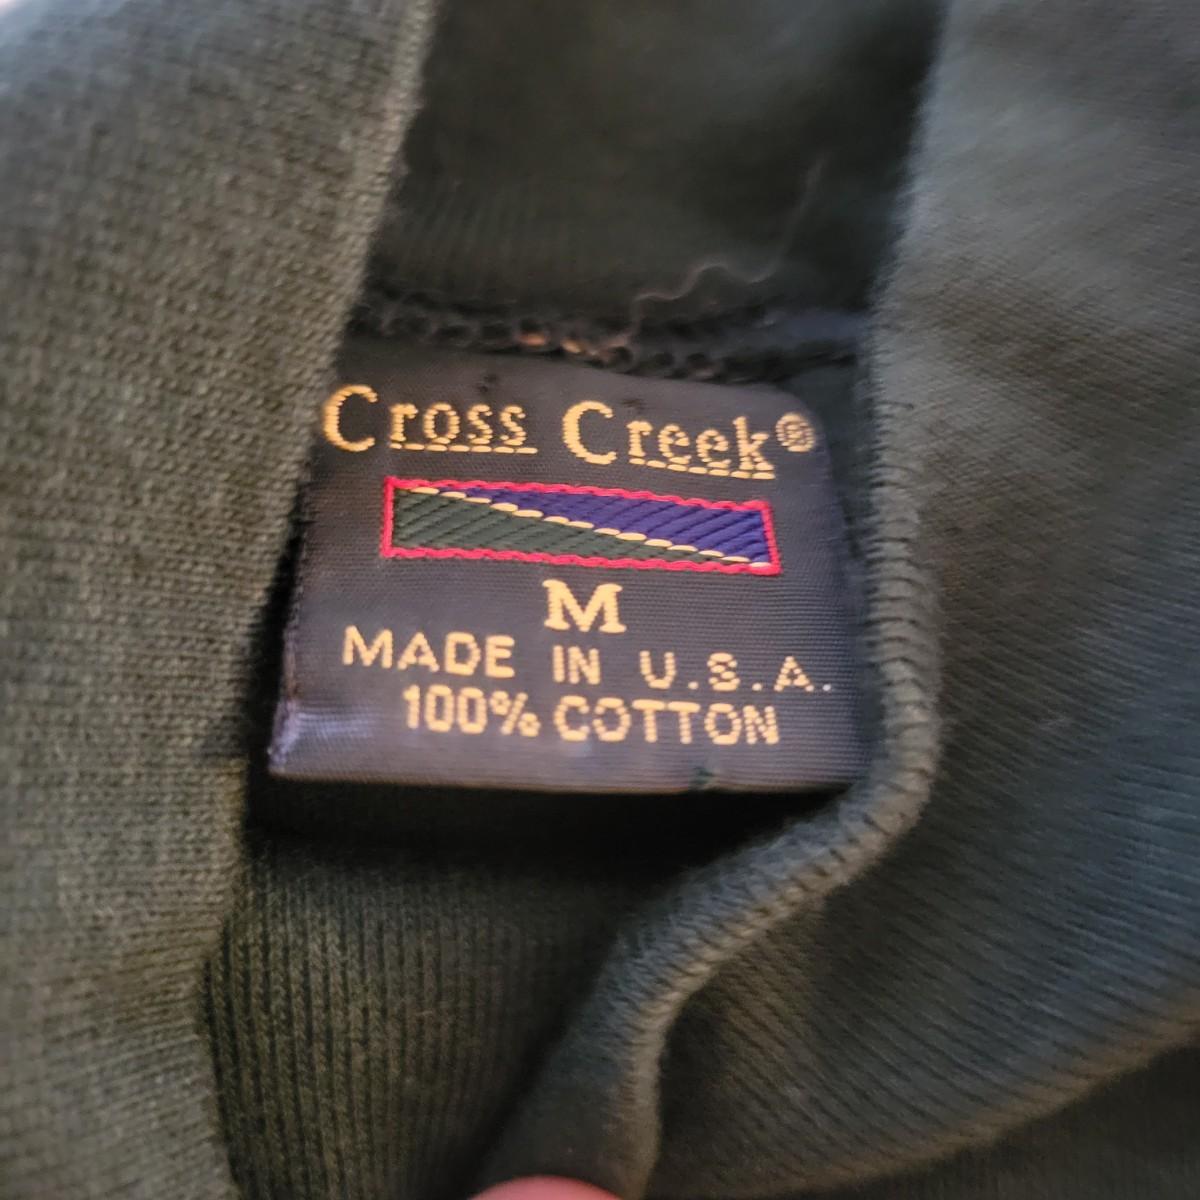 Cross Creek®
M
MADE IN U.S.A.
100% COTTON